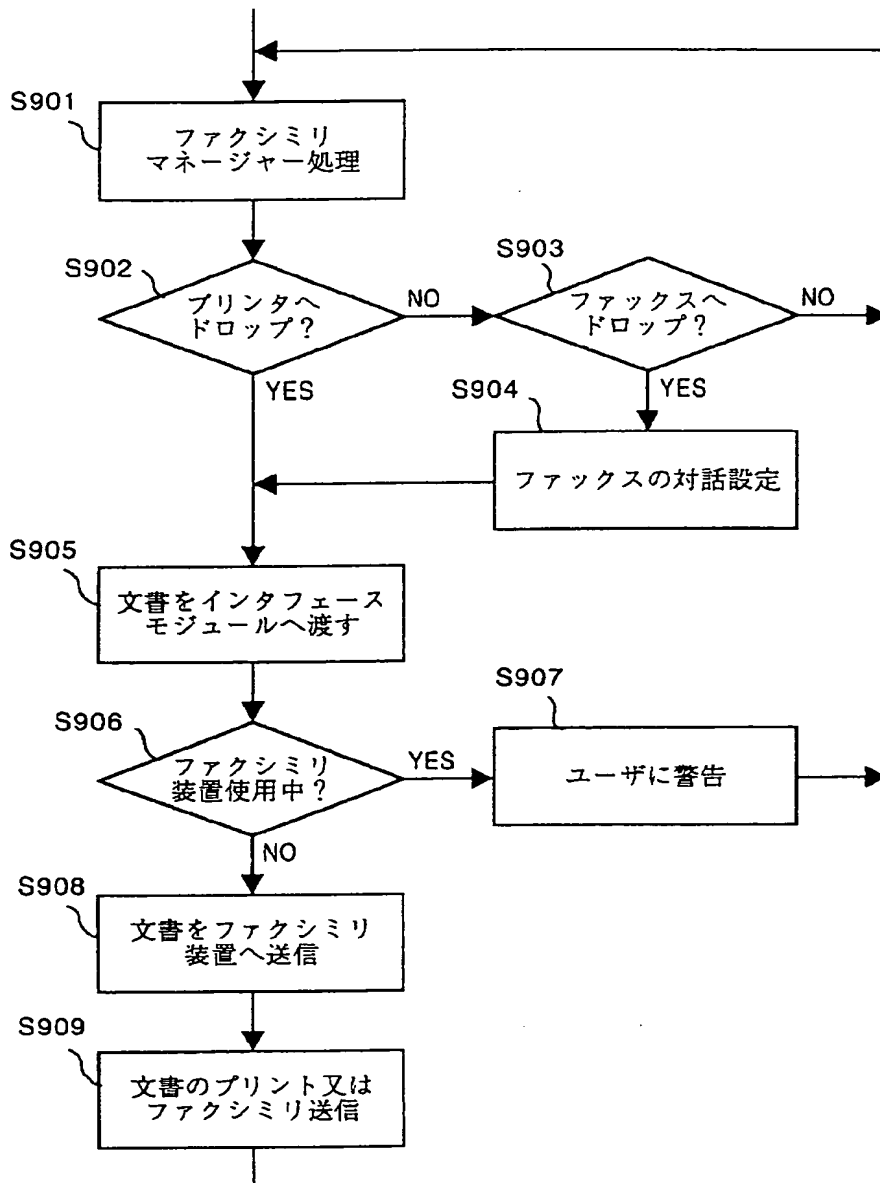 S901
ファクシミリ
マネージャー処理
S902
プリンタへ
ドロップ?
NO
YES
S903
ファックスへ
ドロップ?
NO
YES
S904
ファックスの対話設定
S905
文書をインタフェース
モジュールへ渡す
S906
ファクシミリ
装置使用中?
YES
NO
S907
ユーザに警告
S908
文書をファクシミリ
装置へ送信
S909
文書のプリント又は
ファクシミリ送信